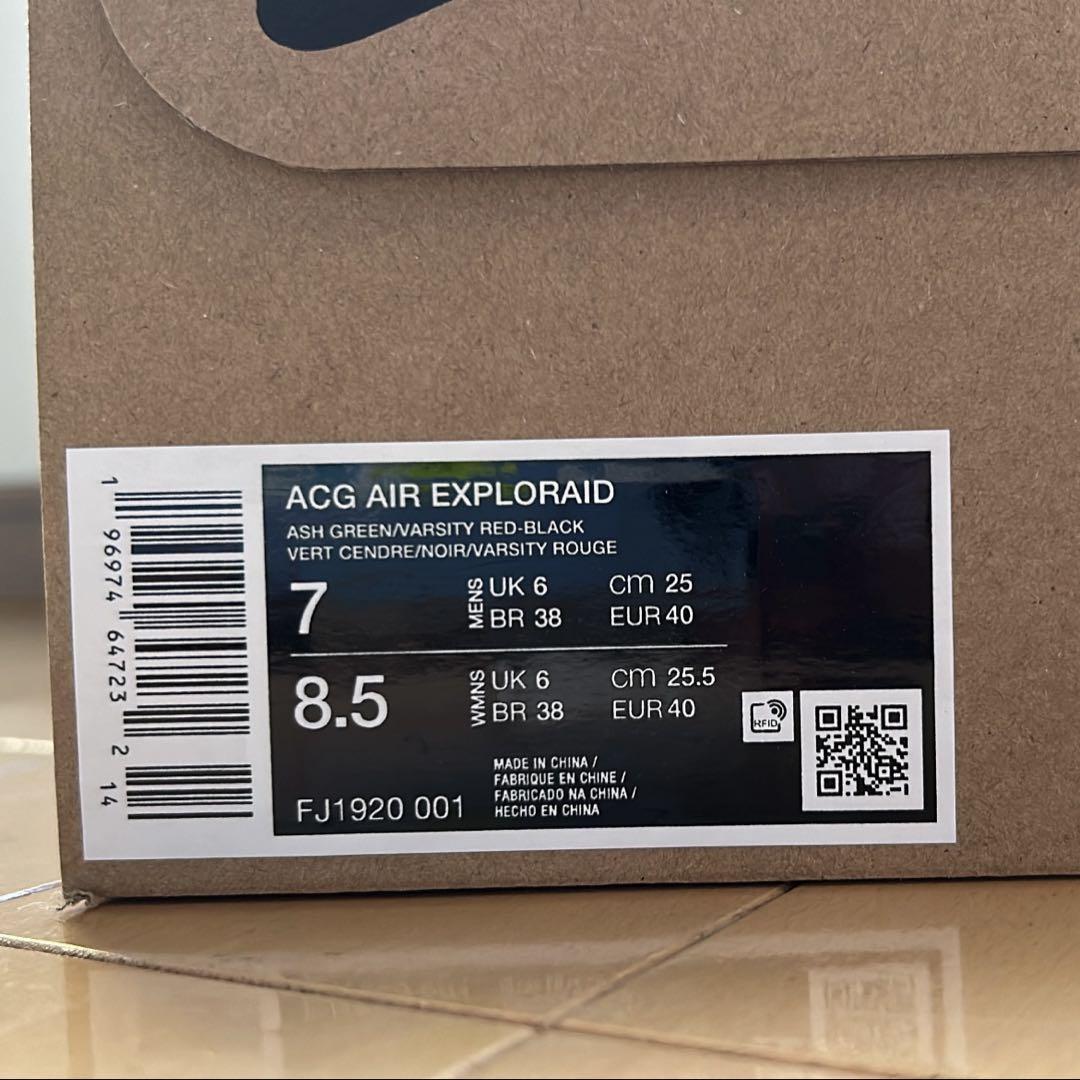 ACG AIR EXPLORAID
ASH GREEN/VARSITY RED-BLACK
VERT CENDRE/NOIR/VARSITY ROUGE
7
MENS
UK 6 cm 25
BR 38 EUR 40
8.5
WMNS
UK 6 cm 25.5
BR 38 EUR 40
RFID
MADE IN CHINA /
FABRIQUE EN CHINE /
FABRICADO NA CHINA /
HECHO EN CHINA
FJ1920 001
1 96974 64723 2 14